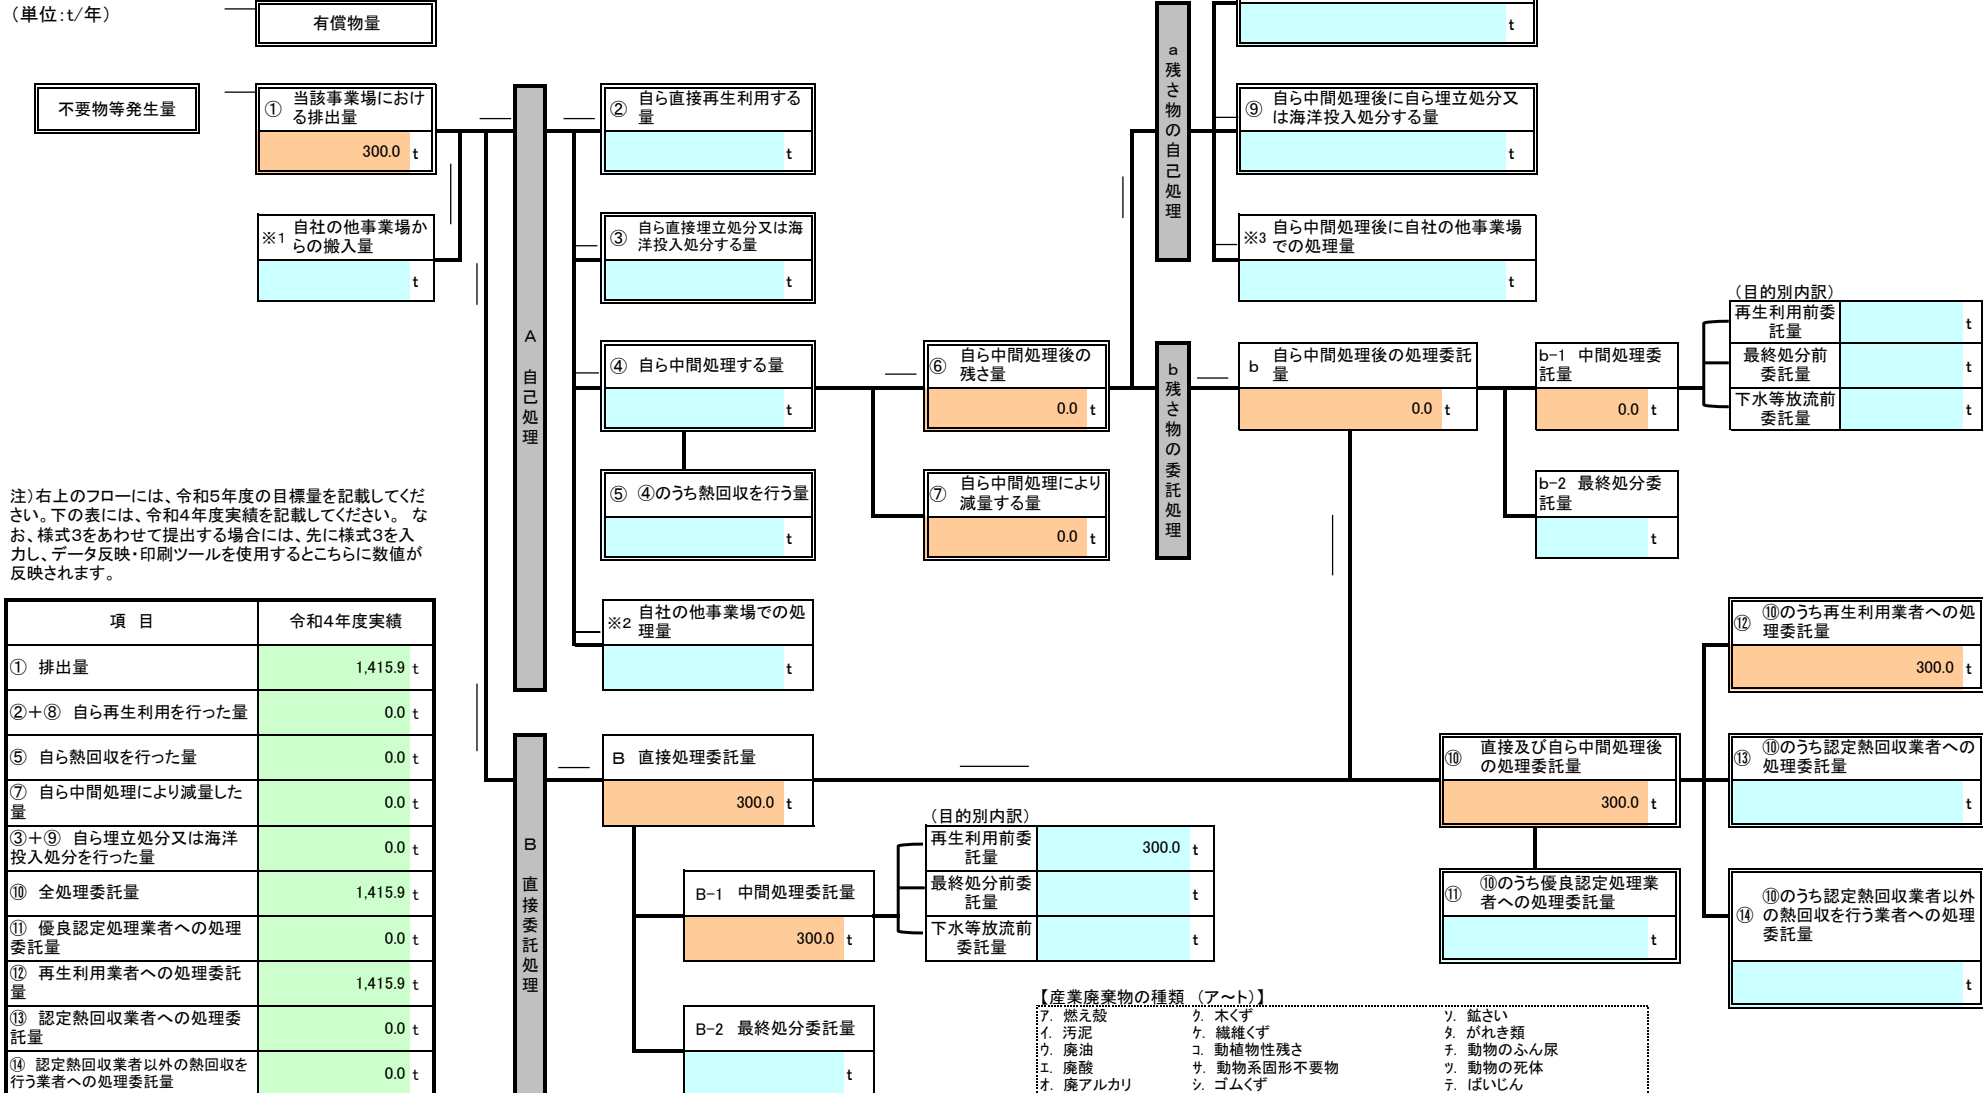 （単位：t/年）
有償物量
t
不要物等発生量
①
当該事業場におけ
る排出量
300.0 t
※1
自社の他事業場か
らの搬入量
t
A 自己処理
②
自ら直接再生利用する
量
t
③
自ら直接埋立処分又は海
洋投入処分する量
t
④ 自ら中間処理する量
t
⑤ ④のうち熱回収を行う量
t
※2
自社の他事業場での処
理量
t
⑥
自ら中間処理後の
残さ量
0.0 t
⑦
自ら中間処理により
減量する量
0.0 t
a残さ物の自己処理
⑨
自ら中間処理後に自ら埋立処分又
は海洋投入処分する量
t
※3
自ら中間処理後に自社の他事業場
での処理量
t
b残さ物の委託処理
b
自ら中間処理後の処理委託
量
0.0 t
b-1 中間処理委
託量
0.0 t
b-2 最終処分委
託量
t
（目的別内訳）
再生利用前委
託量
t
最終処分前
委託量
t
下水等放流前
委託量
t
注）右上のフローには、令和5年度の目標量を記載してくだ
さい。下の表には、令和4年度実績を記載してください。 な
お、様式3をあわせて提出する場合には、先に様式3を入
力し、データ反映・印刷ツールを使用するとこちらに数値が
反映されます。
項 目 令和4年度実績
① 排出量 1,415.9 t
②＋⑧ 自ら再生利用を行った量 0.0 t
⑤ 自ら熱回収を行った量 0.0 t
⑦ 自ら中間処理により減量した
量 0.0 t
③＋⑨ 自ら埋立処分又は海洋
投入処分を行った量 0.0 t
⑩ 全処理委託量 1,415.9 t
⑪ 優良認定処理業者への処理
委託量 0.0 t
⑫ 再生利用業者への処理委託
量 1,415.9 t
⑬ 認定熱回収業者への処理委
託量 0.0 t
⑭ 認定熱回収業者以外の熱回収を
行う業者への処理委託量 0.0 t
B 直接委託処理
B 直接処理委託量
300.0 t
B-1 中間処理委託量
300.0 t
B-2 最終処分委託量
t
（目的別内訳）
再生利用前委
託量
300.0 t
最終処分前委
託量
t
下水等放流前
委託量
t
⑩
直接及び自ら中間処理後
の処理委託量
300.0 t
⑪
⑩のうち優良認定処理業
者への処理委託量
t
⑫
⑩のうち再生利用業者への処
理委託量
300.0 t
⑬
⑩のうち認定熱回収業者への
処理委託量
t
⑭
⑩のうち認定熱回収業者以外
の熱回収を行う業者への処理
委託量
t
【産業廃棄物の種類 （ア～ト）】
ア. 燃え殻 ク. 木くず ソ. 鉱さい
イ. 汚泥 ケ. 繊維くず タ. がれき類
ウ. 廃油 コ. 動植物性残さ チ. 動物のふん尿
エ. 廃酸 サ. 動物系固形不要物 ツ. 動物の死体
オ. 廃アルカリ シ. ゴムくず テ. ばいじん